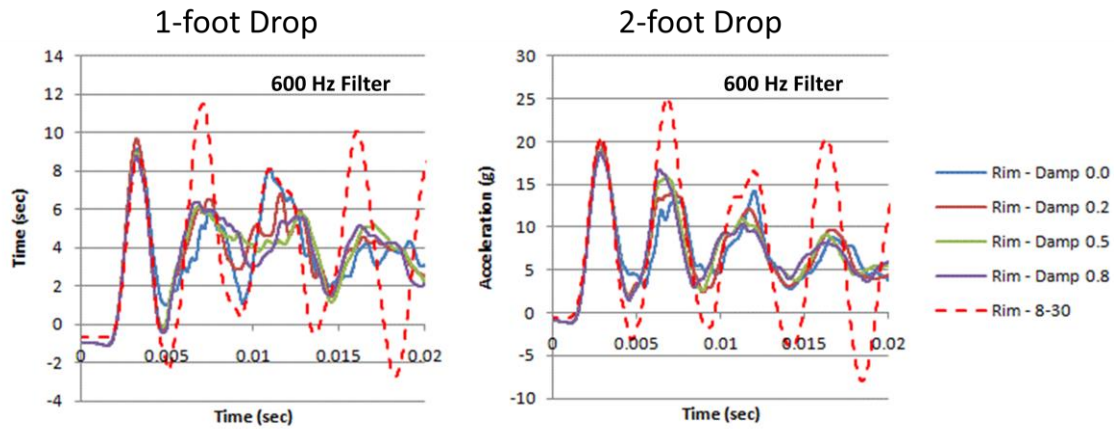 1-foot Drop
2-foot Drop
14
12
10
8
6
4
2
0
-2
-4
Time (sec)
600 Hz Filter
0 0.005 0.01 0.015 0.02
Time (sec)
30
25
20
15
10
5
0
-5
-10
Acceleration (g)
600 Hz Filter
0 0.005 0.01 0.015 0.02
Time (sec)
Rim - Damp 0.0
Rim - Damp 0.2
Rim - Damp 0.5
Rim - Damp 0.8
Rim - 8-30